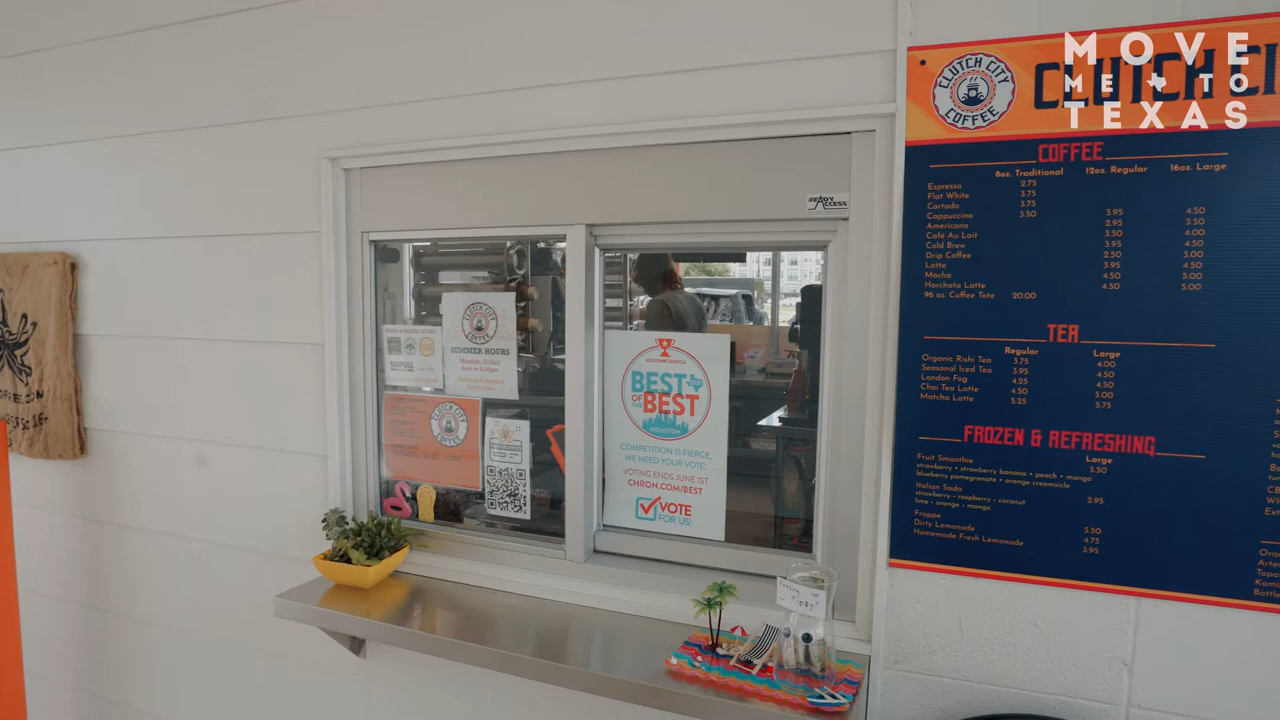 MOVE
ME TO
TEXAS
CLUTCH CITY
COFFEE
CLUTCH CI
COFFEE
8oz. Traditional 12oz. Regular 16oz. Large
Espresso 2.75
Flat White 3.75
Cortado 3.75
Cappuccino 3.50
Americano 3.95 4.50
Café Au Lait 2.95 3.50
Cold Brew 3.50 4.00
Drip Coffee 3.95 4.50
Latte 2.50 3.00
Mocha 3.95 4.50
Horchata Latte 4.50 5.00
96 oz. Coffee Tote 20.00 4.50 5.00
TEA
Regular Large
Organic Rishi Tea 3.75 4.00
Seasonal Iced Tea 3.95 4.50
London Fog 4.25 4.50
Chai Tea Latte 4.50 5.00
Matcha Latte 5.25 5.75
FROZEN & REFRESHING
Large
Fruit Smoothie 5.50
strawberry • strawberry banana • peach • mango
blueberry pomegranate • orange creamsicle
Italian Soda 2.95
strawberry • raspberry • coconut
lime • orange • mango
Frappe 5.50
Dirty Lemonade 4.75
Homemade Fresh Lemonade 3.95
READY
ACCESS
CLUTCH CITY
COFFEE
SUMMER HOURS
Monday - Friday
BEST
OF THE BEST
HOUSTON
COMPETITION IS FIERCE,
WE NEED YOUR VOTE!
VOTING ENDS JUNE 1ST
CHRON.COM/BEST
VOTE
FOR US!
Tipsy?